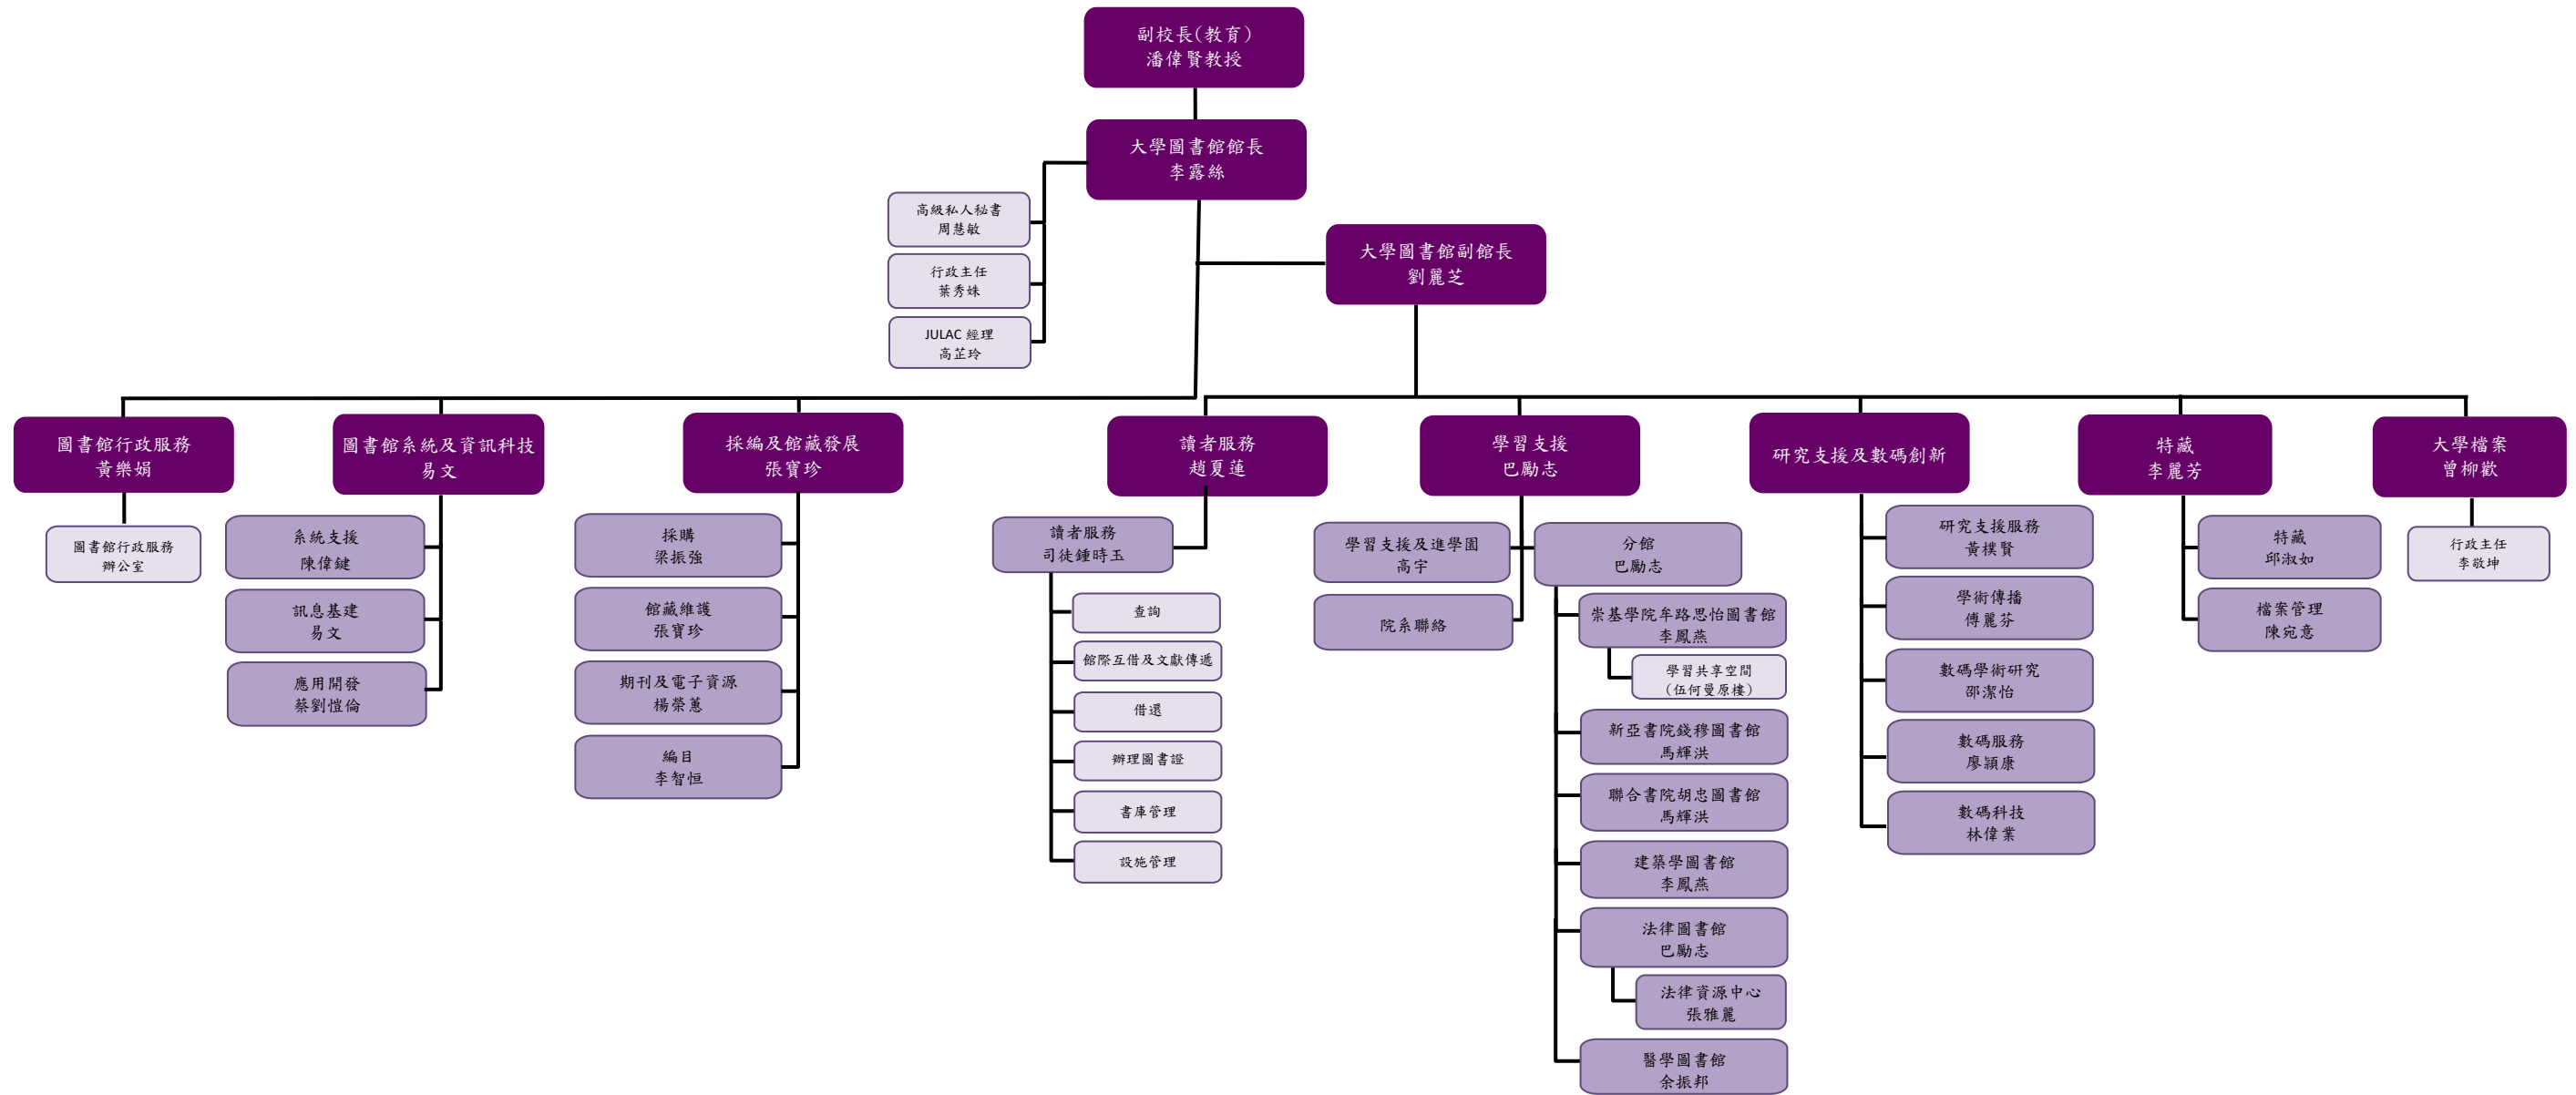 副校長(教育)
潘偉賢教授
大學圖書館館長
李露絲
高級私人秘書
周慧敏
行政主任
葉秀姝
JULAC 經理
高芷玲
大學圖書館副館長
劉麗芝
圖書館行政服務
黃樂娟
圖書館行政服務
辦公室
圖書館系統及資訊科技
易文
系統支援
陳偉鍵
訊息基建
易文
應用開發
蔡劉愷倫
採編及館藏發展
張寶珍
採購
梁振強
館藏維護
張寶珍
期刊及電子資源
楊榮蕙
編目
李智恒
讀者服務
趙夏蓮
讀者服務
司徒鍾時玉
查詢
館際互借及文獻傳遞
借還
辦理圖書證
書庫管理
設施管理
學習支援
巴勵志
學習支援及進學園
高宇
院系聯絡
分館
巴勵志
崇基學院牟路思怡圖書館
李鳳燕
學習共享空間
(伍何曼原樓)
新亞書院錢穆圖書館
馬輝洪
聯合書院胡忠圖書館
馬輝洪
建築學圖書館
李鳳燕
法律圖書館
巴勵志
法律資源中心
張雅麗
醫學圖書館
余振邦
研究支援及數碼創新
研究支援服務
黃樸賢
學術傳播
傅麗芬
數碼學術研究
邵潔怡
數碼服務
廖頴康
數碼科技
林偉業
特藏
李麗芳
特藏
邱淑如
檔案管理
陳宛意
大學檔案
曾柳歡
行政主任
李敬坤